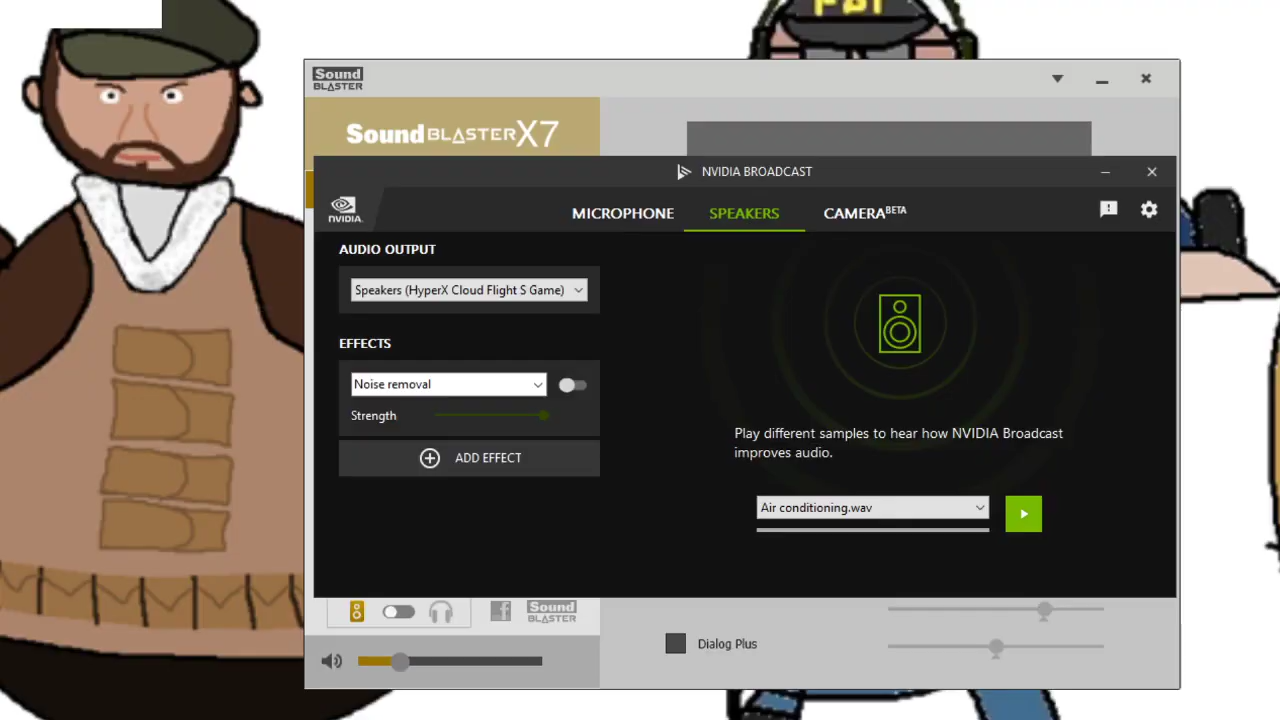 FBI
Sound
BLASTER
Sound BLASTER X7
NVIDIA BROADCAST
NVIDIA.
MICROPHONE
SPEAKERS
CAMERA BETA
AUDIO OUTPUT
Speakers (HyperX Cloud Flight S Game)
EFFECTS
Noise removal
Strength
ADD EFFECT
Play different samples to hear how NVIDIA Broadcast
improves audio.
Air conditioning.wav
f
Sound
BLASTER
Dialog Plus